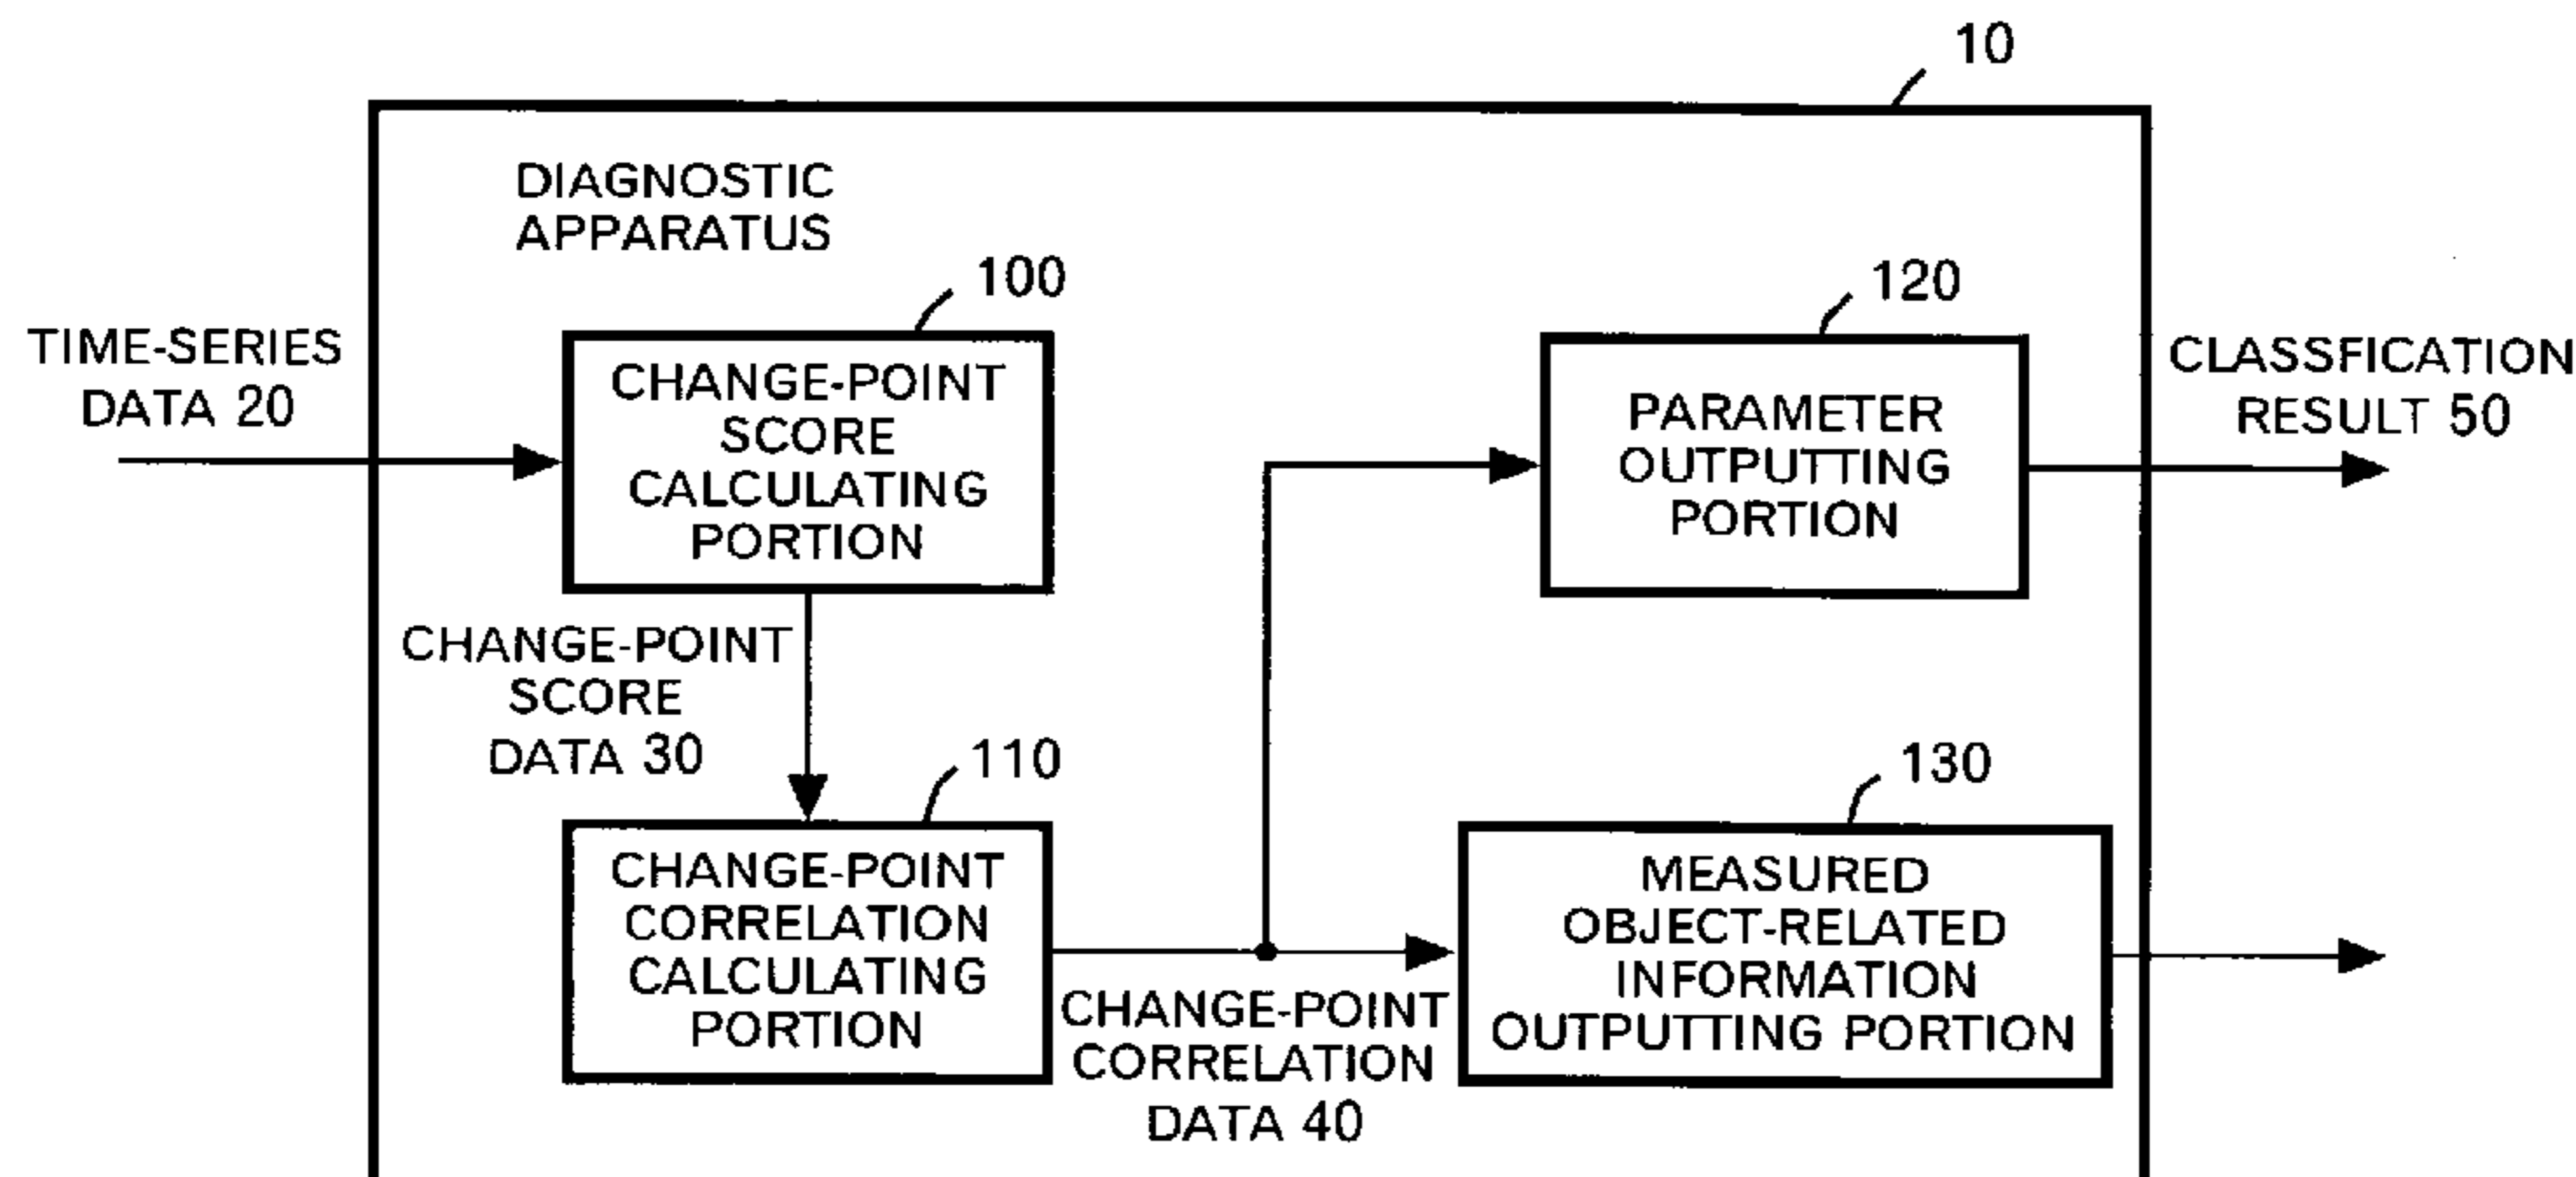 10
DIAGNOSTIC
APPARATUS
100
120
TIME-SERIES
DATA 20
CHANGE-POINT
SCORE
CALCULATING
PORTION
PARAMETER
OUTPUTTING
PORTION
CLASSFICATION
RESULT 50
CHANGE-POINT
SCORE
DATA 30
110
130
CHANGE-POINT
CORRELATION
CALCULATING
PORTION
CHANGE-POINT
CORRELATION
DATA 40
MEASURED
OBJECT-RELATED
INFORMATION
OUTPUTTING PORTION